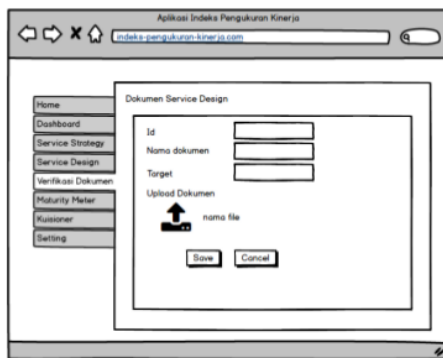 Aplikasi Indeks Pengukuran Kinerja
indeks-pengukuran-kinerja.com
Home
Dashboard
Service Strategy
Service Design
Verifikasi Dokumen
Maturity Meter
Kuisioner
Setting
Dokumen Service Design
Id
Nama dokumen
Target
Upload Dokumen
nama file
Save
Cancel